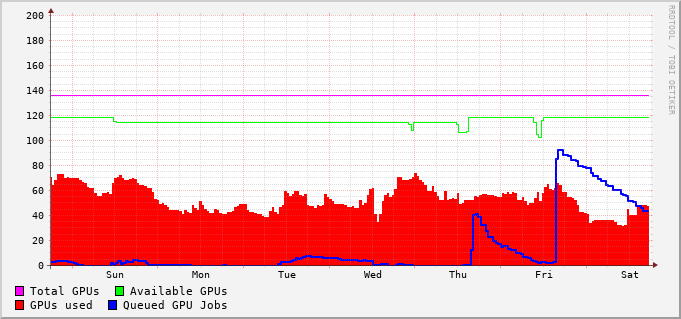 200
180
160
140
120
100
80
60
40
20
0
Sun Mon Tue Wed Thu Fri Sat
Total GPUs Available GPUs
GPUs used Queued GPU Jobs
RRDTOOL / TOBI OETIKER